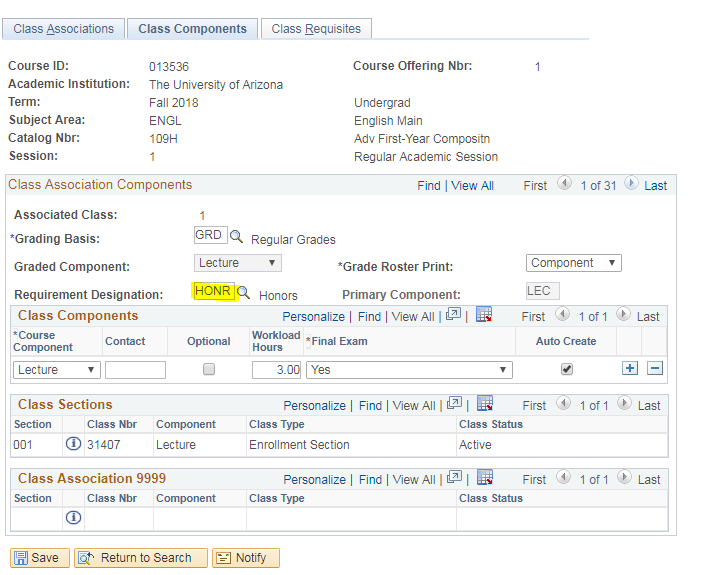 Class Associations Class Components Class Requisites
Course ID: 013536 Course Offering Nbr: 1
Academic Institution: The University of Arizona
Term: Fall 2018 Undergrad
Subject Area: ENGL English Main
Catalog Nbr: 109H Adv First-Year Compositn
Session: 1 Regular Academic Session
Class Association Components Find | View All First 1 of 31 Last
Associated Class: 1
*Grading Basis: GRD Regular Grades
Graded Component: Lecture *Grade Roster Print: Component
Requirement Designation: HONR Honors Primary Component: LEC
Class Components Personalize | Find | View All | | First 1 of 1 Last
*Course Component Contact Optional Workload Hours *Final Exam Auto Create
Lecture 3.00 Yes
Class Sections Personalize | Find | View All | | First 1 of 1 Last
Section Class Nbr Component Class Type Class Status
001 31407 Lecture Enrollment Section Active
Class Association 9999 Personalize | Find | View All | | First 1 of 1 Last
Section Class Nbr Component Class Type Class Status
Save Return to Search Notify